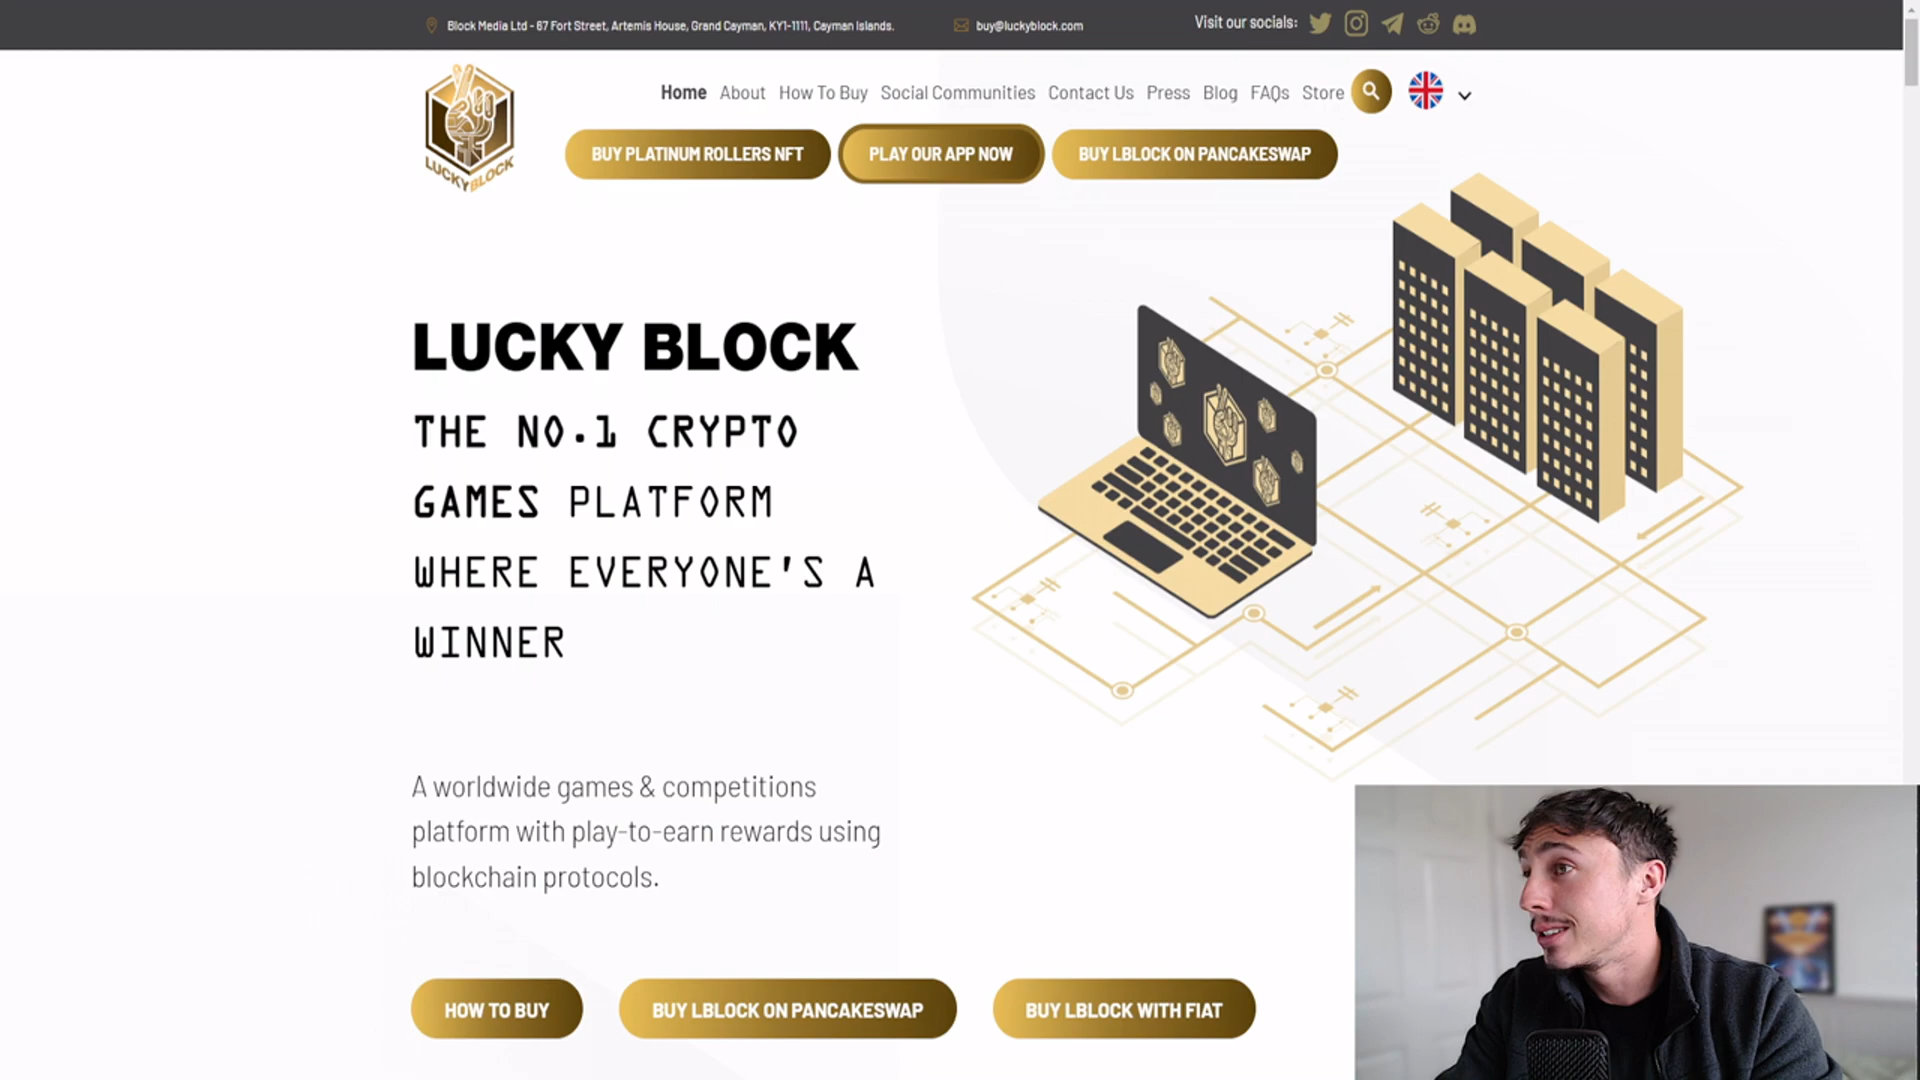 Block Media Ltd - 67 Fort Street, Artemis House, Grand Cayman, KY1-1111, Cayman Islands.
buy@luckyblock.com
Visit our socials:
LUCKYBLOCK
Home About How To Buy Social Communities Contact Us Press Blog FAQs Store
BUY PLATINUM ROLLERS NFT
PLAY OUR APP NOW
BUY LBLOCK ON PANCAKESWAP
LUCKY BLOCK
THE NO.1 CRYPTO
GAMES PLATFORM
WHERE EVERYONE'S A
WINNER
A worldwide games & competitions
platform with play-to-earn rewards using
blockchain protocols.
HOW TO BUY
BUY LBLOCK ON PANCAKESWAP
BUY LBLOCK WITH FIAT